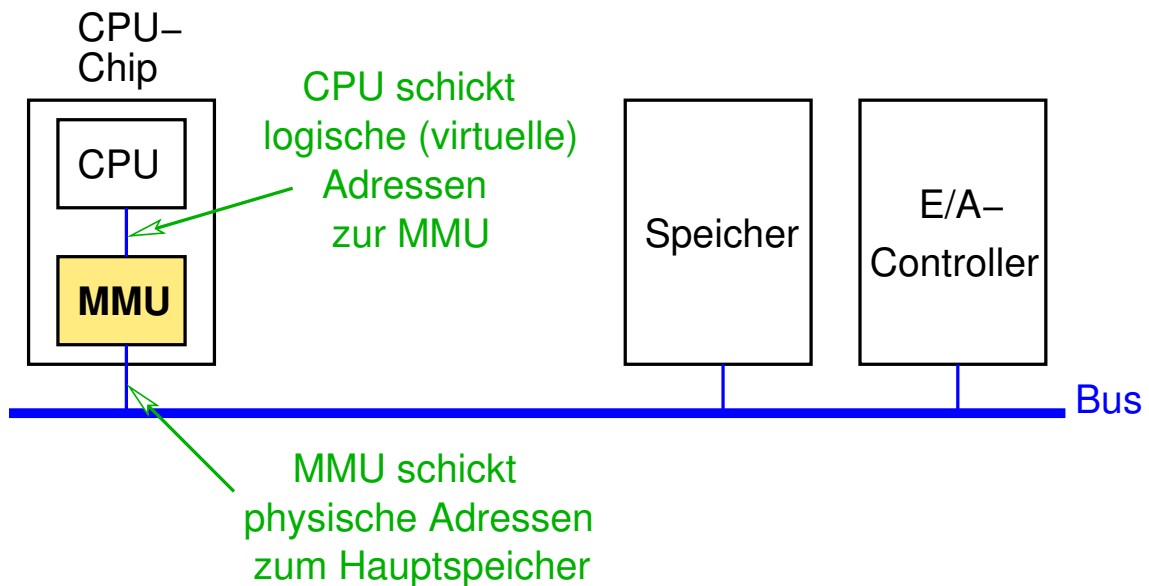 CPU−
Chip
CPU
MMU
CPU schickt
logische (virtuelle)
Adressen
zur MMU
Speicher
E/A−
Controller
Bus
MMU schickt
physische Adressen
zum Hauptspeicher